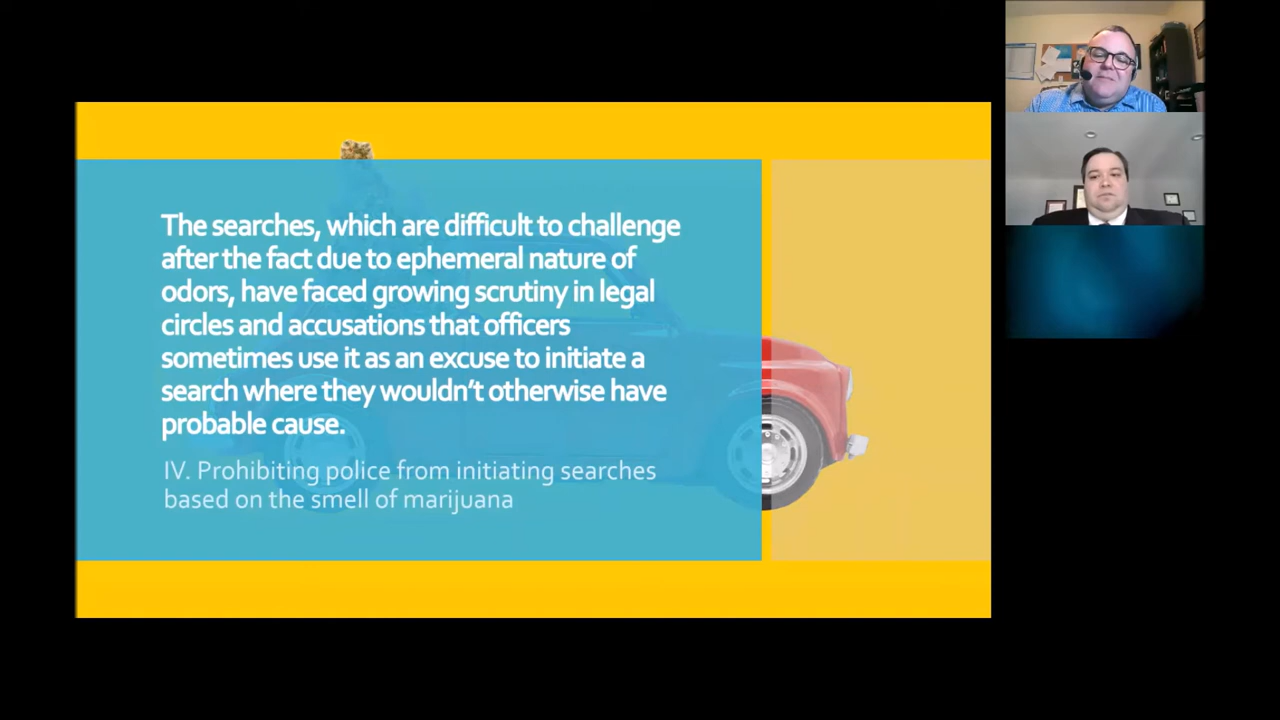 The searches, which are difficult to challenge
after the fact due to ephemeral nature of
odors, have faced growing scrutiny in legal
circles and accusations that officers
sometimes use it as an excuse to initiate a
search where they wouldn't otherwise have
probable cause.
IV. Prohibiting police from initiating searches
based on the smell of marijuana